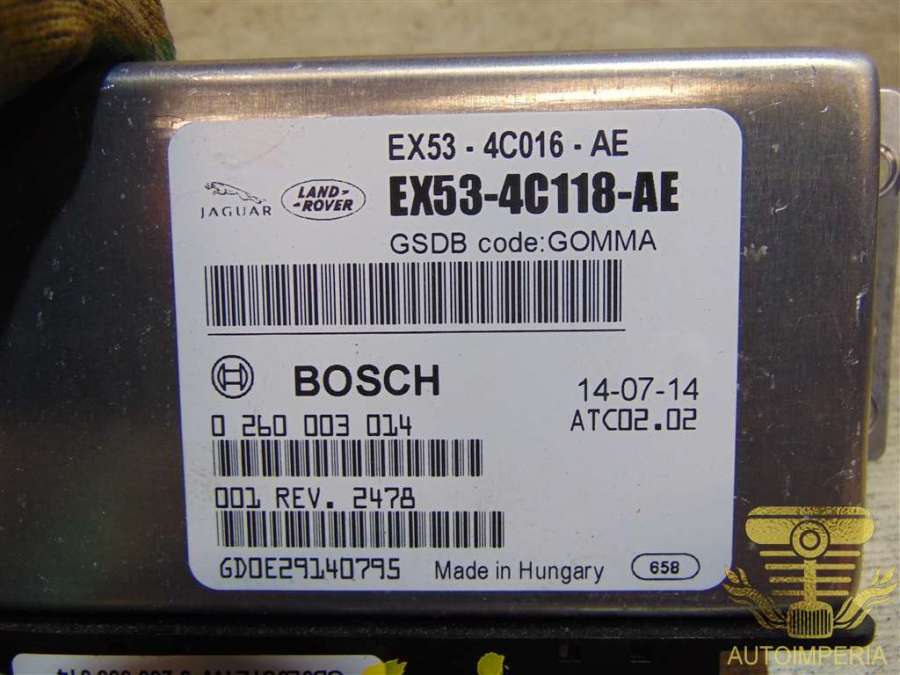 EX53 - 4C016 - AE
JAGUAR
LAND-
-ROVER
EX53-4C118-AE
GSDB code:GOMMA
BOSCH
14-07-14
0 260 003 014
ATC02.02
001 REV. 2478
GD0E29140795
Made in Hungary
658
AUTOIMPERIA